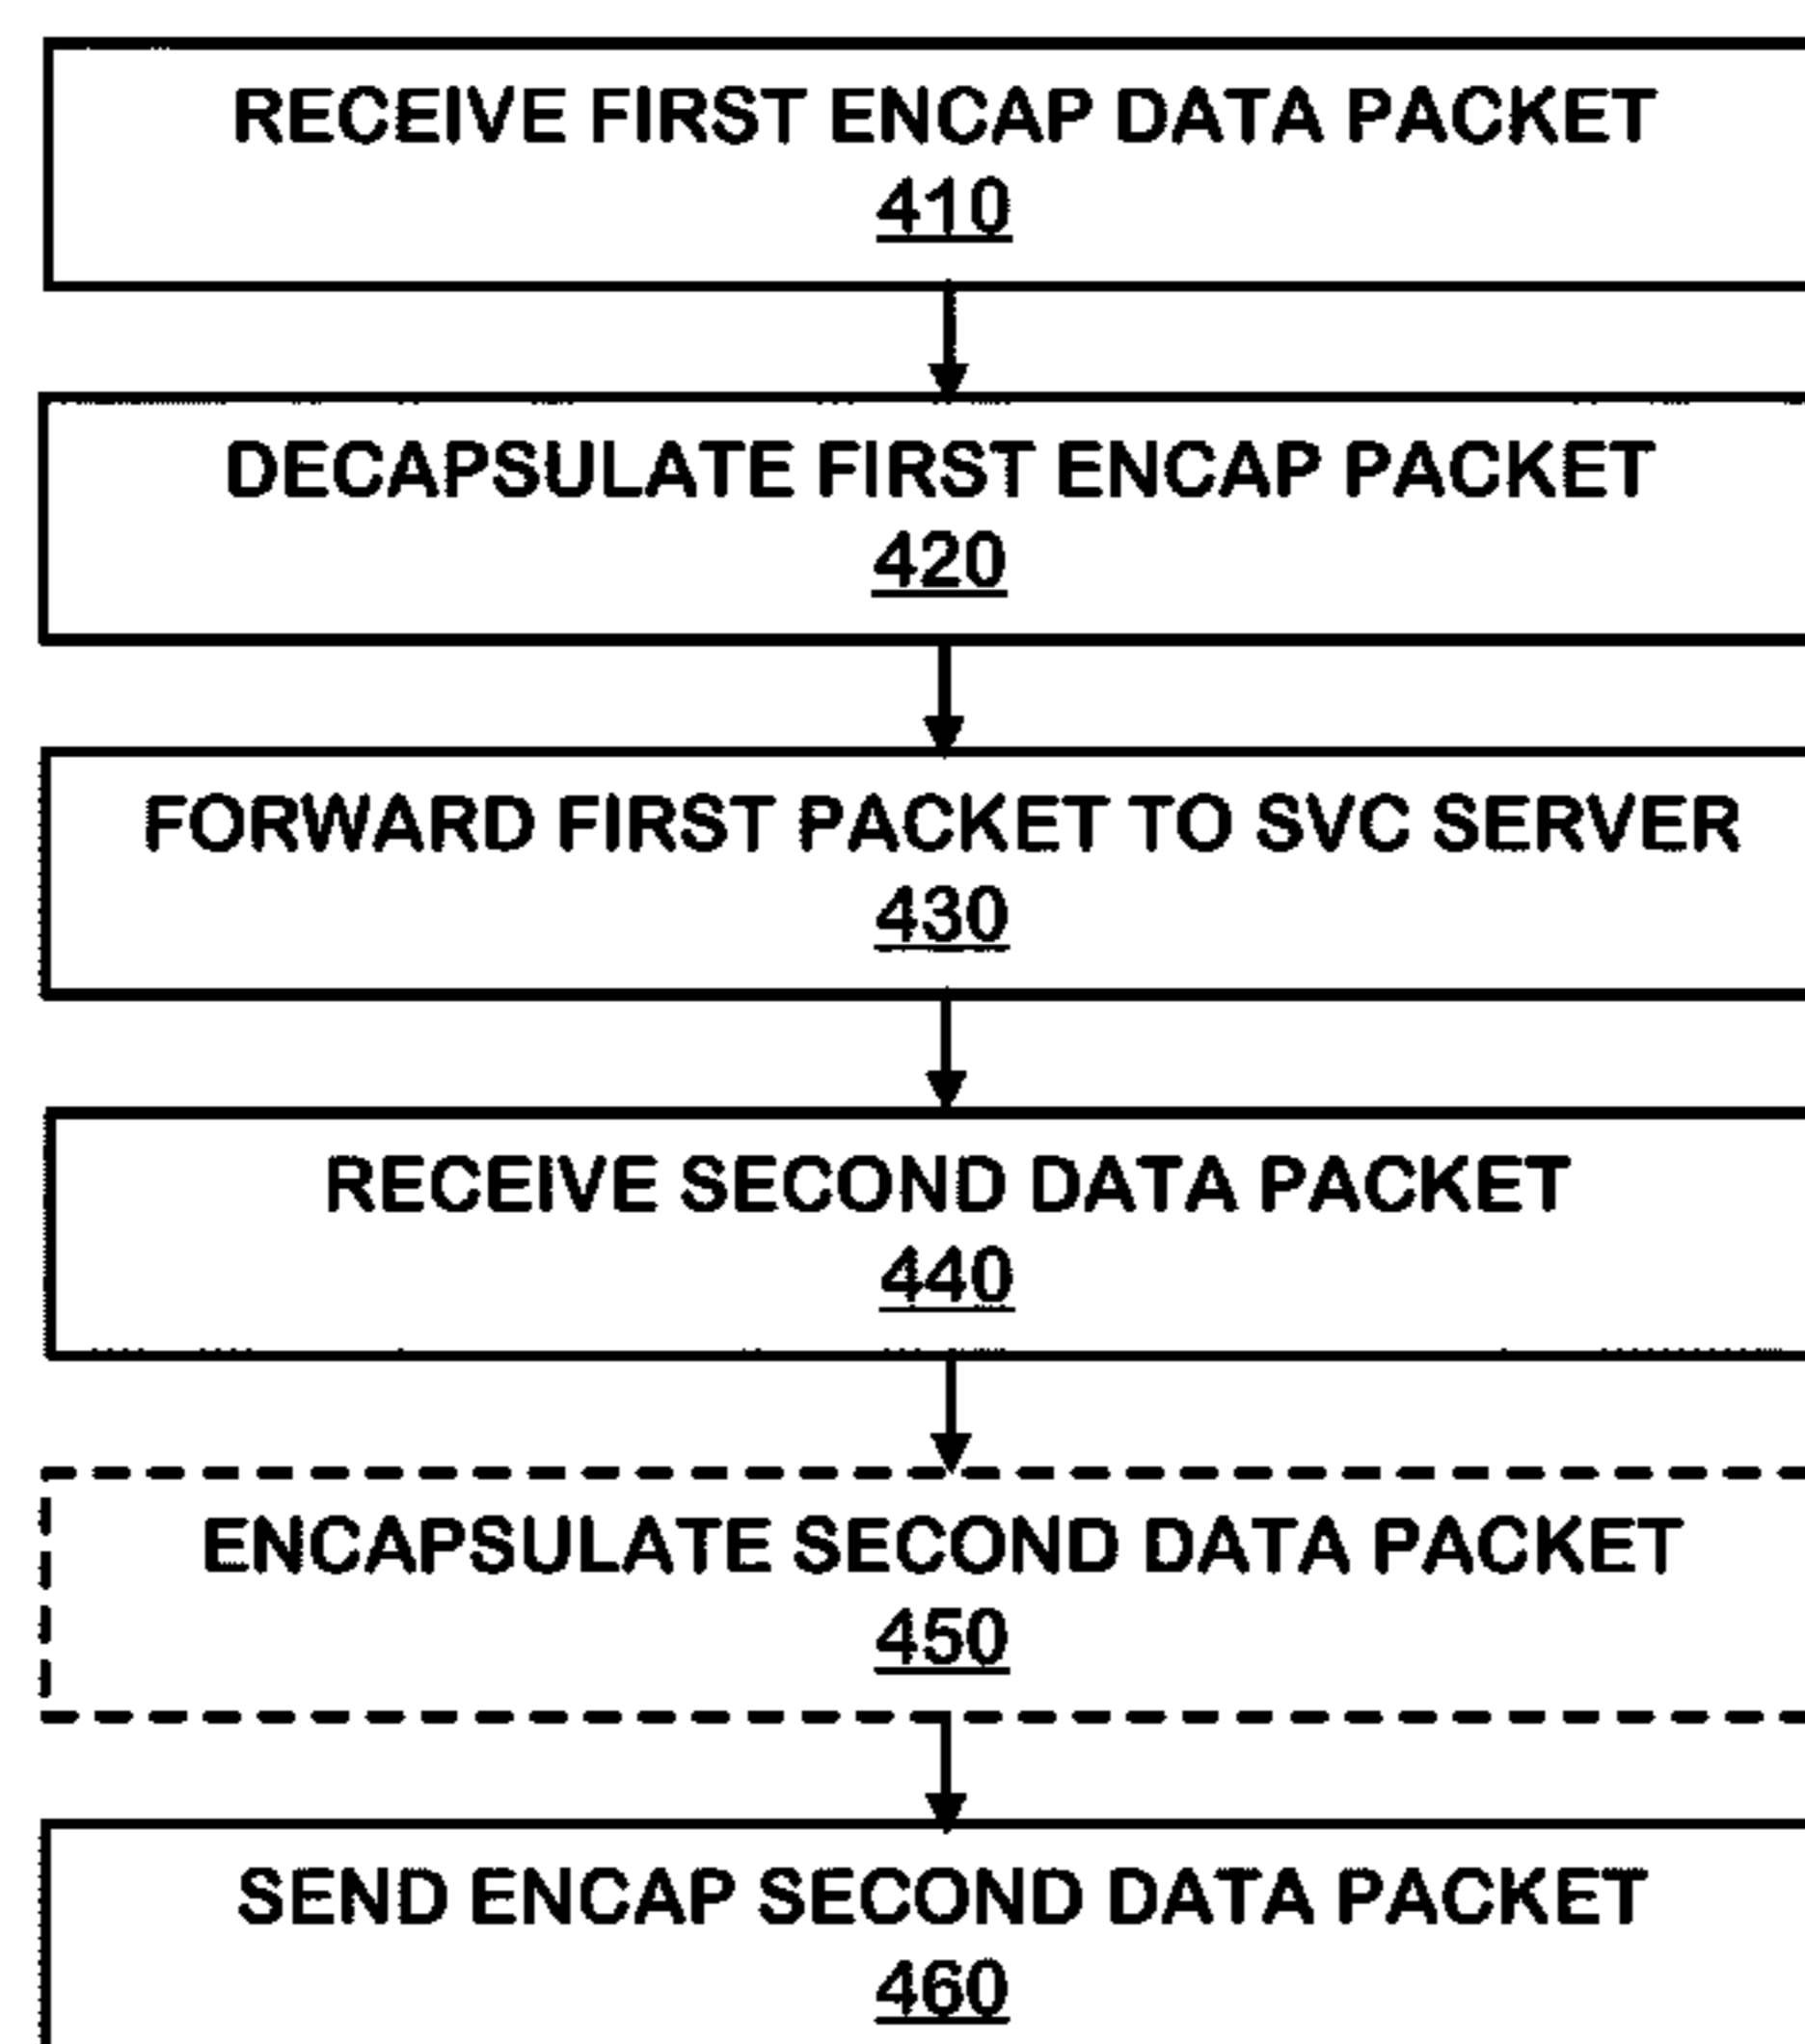 RECEIVE FIRST ENCAP DATA PACKET
410
DECAPSULATE FIRST ENCAP PACKET
420
FORWARD FIRST PACKET TO SVC SERVER
430
RECEIVE SECOND DATA PACKET
440
ENCAPSULATE SECOND DATA PACKET
450
SEND ENCAP SECOND DATA PACKET
460